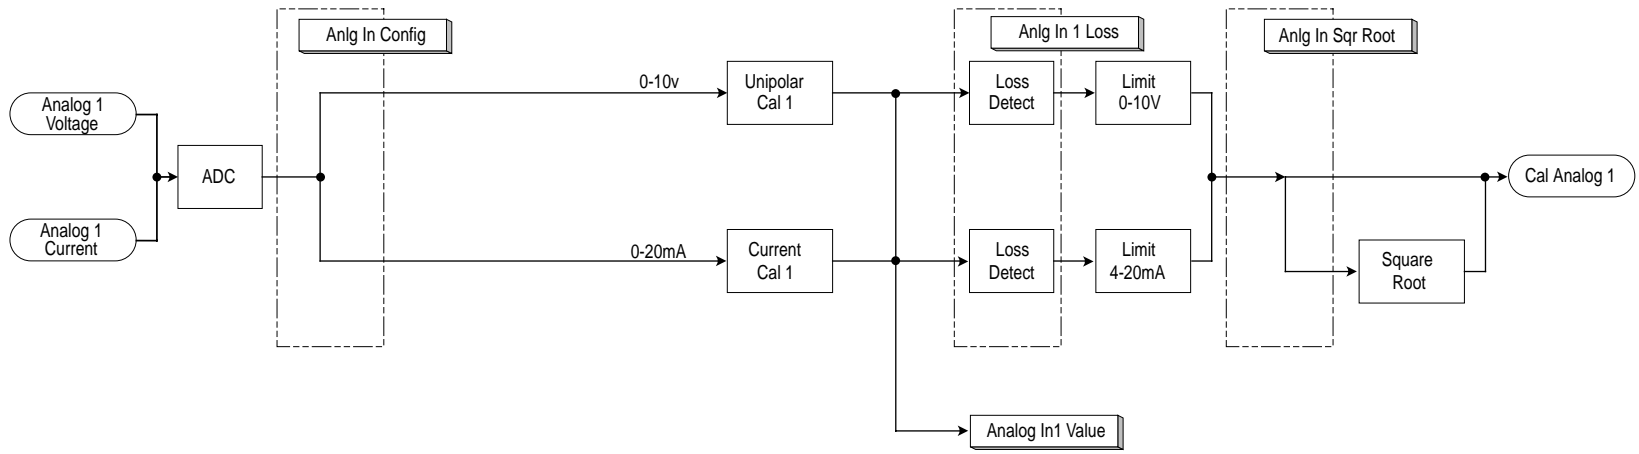 Anlg In Config
Anlg In 1 Loss
Anlg In Sqr Root
Analog 1
Voltage
ADC
Analog 1
Current
0-10v
Unipolar
Cal 1
Loss
Detect
Limit
0-10V
0-20mA
Current
Cal 1
Loss
Detect
Limit
4-20mA
Square
Root
Cal Analog 1
Analog In1 Value